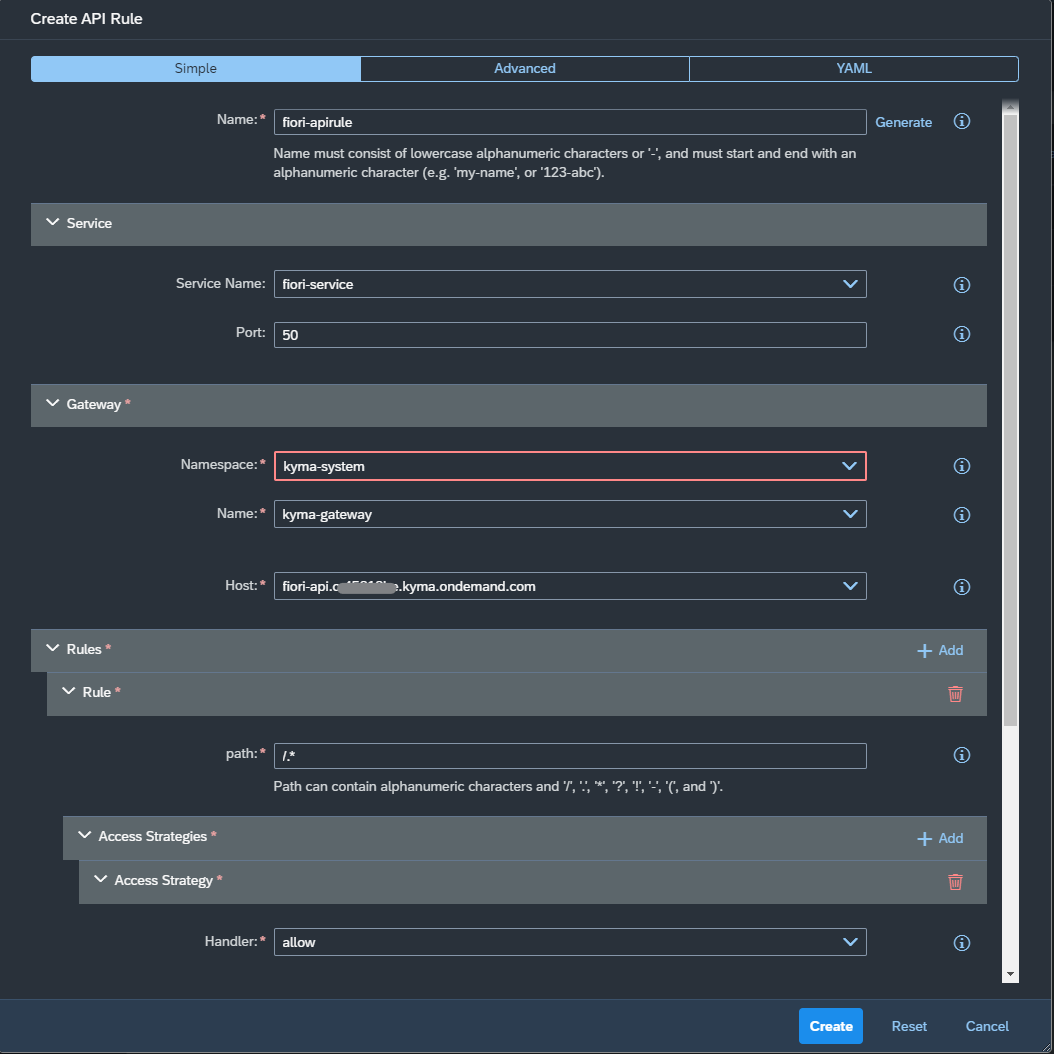 Create API Rule
Simple
Advanced
YAML
Name:*
fiori-apirule
Generate
Name must consist of lowercase alphanumeric characters or '-', and must start and end with an
alphanumeric character (e.g. 'my-name', or '123-abc').
Service
Service Name:
fiori-service
Port:
50
Gateway *
Namespace:*
kyma-system
Name:*
kyma-gateway
Host:*
fiori-api. .kyma.ondemand.com
Rules *
Add
Rule *
path:*
/.*
Path can contain alphanumeric characters and '/', '.', '*', '?', '!', '-', '(', and ')'.
Access Strategies *
Add
Access Strategy *
Handler:*
allow
Create
Reset
Cancel